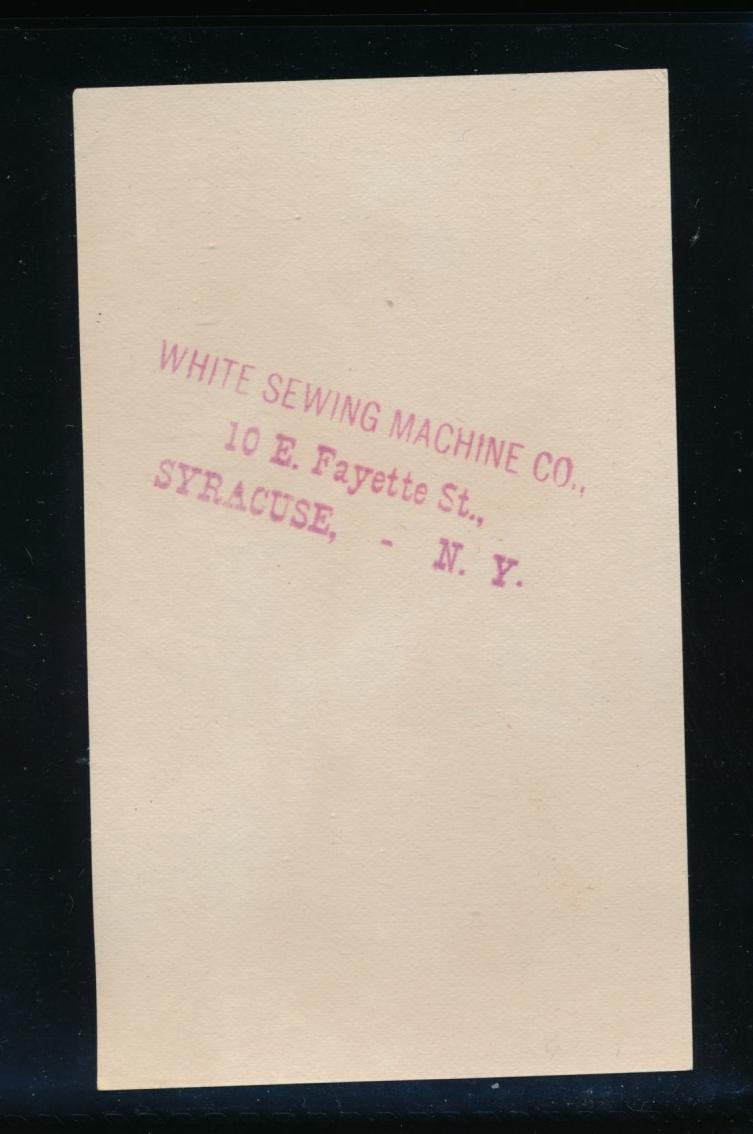 WHITE SEWING MACHINE CO.,
10 E. Fayette St.,
SYRACUSE, - N. Y.